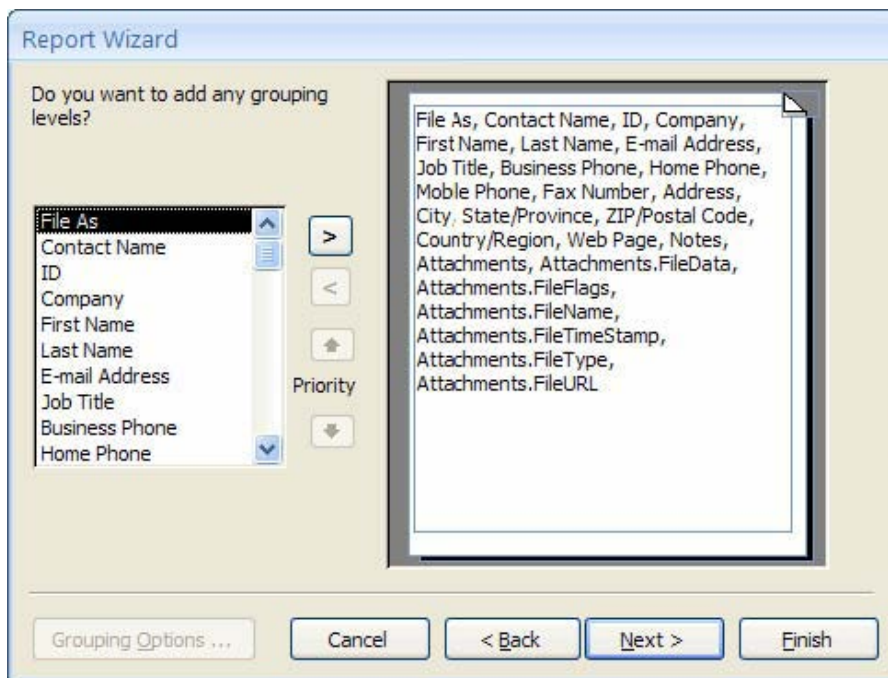 Report Wizard
Do you want to add any grouping
levels?
File As
Contact Name
ID
Company
First Name
Last Name
E-mail Address
Job Title
Business Phone
Home Phone
>
<
Priority
File As, Contact Name, ID, Company,
First Name, Last Name, E-mail Address,
Job Title, Business Phone, Home Phone,
Moble Phone, Fax Number, Address,
City, State/Province, ZIP/Postal Code,
Country/Region, Web Page, Notes,
Attachments, Attachments.FileData,
Attachments.FileFlags,
Attachments.FileName,
Attachments.FileTimeStamp,
Attachments.FileType,
Attachments.FileURL
Grouping Options ...
Cancel
< Back
Next >
Finish